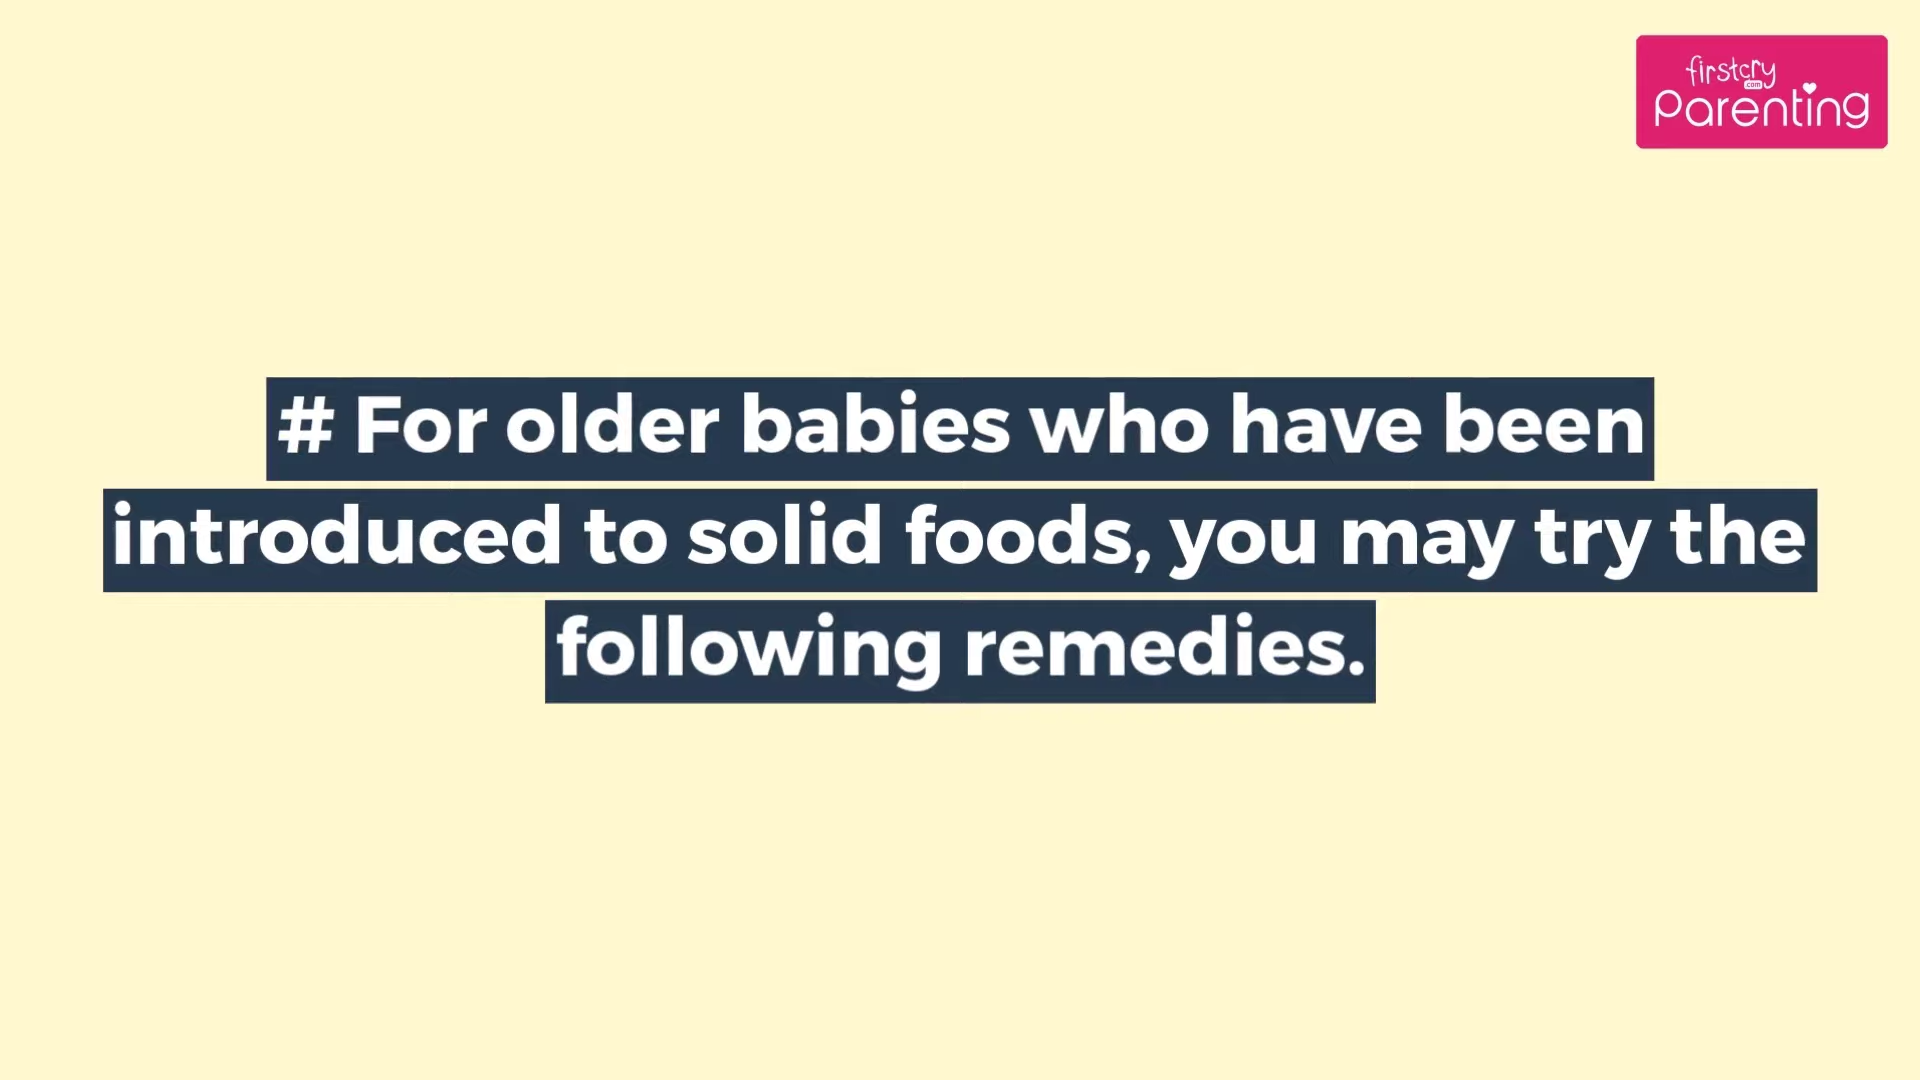 firstcry
.com
Parenting
# For older babies who have been
introduced to solid foods, you may try the
following remedies.